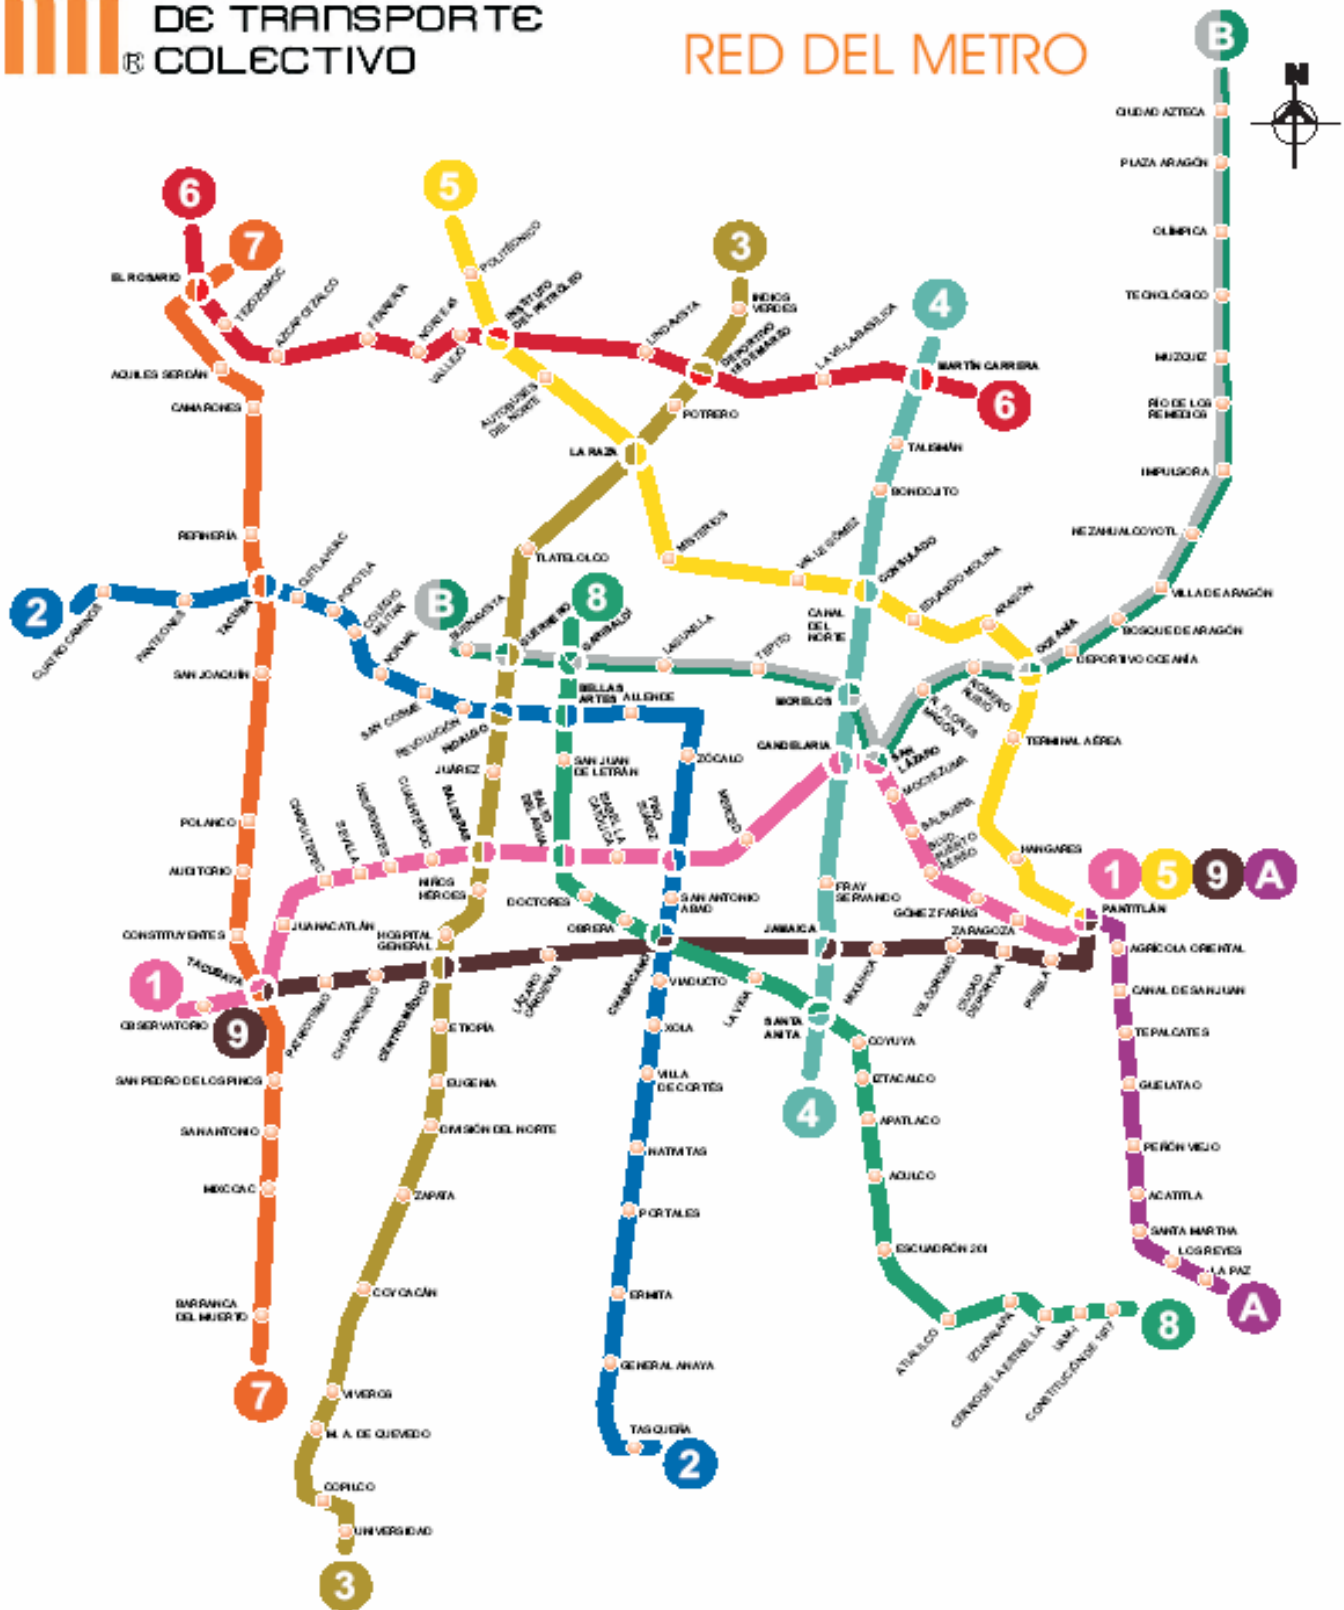 DE TRANSPORTE
COLECTIVO
®
RED DEL METRO
B
N
CIUDAD AZTECA
PLAZA ARAGÓN
OLÍMPICA
TECNOLÓGICO
MUZQUIZ
RÍO DE LOS
REMEDIOS
IMPULSORA
NEZAHUALCOYOTL
VILLA DE ARAGÓN
BOSQUE DE ARAGÓN
DEPORTIVO OCEANÍA
OCEANIA
6
7
5
3
4
EL ROSARIO
TEZOZOMOC
AZCAPOTZALCO
FERRERIA
NORTE 45
VALLEJO
POLITÉCNICO
INSTITUTO
DEL PETRÓLEO
LINDAVISTA
INDIOS
VERDES
DEPORTIVO
18 DE MARZO
LA VILLA-BASILICA
MARTÍN CARRERA
6
AQUILES SERDÁN
CAMARONES
AUTOBUSES
DEL NORTE
POTRERO
LA RAZA
TALISMÁN
BONDOJITO
REFINERÍA
TLATELOLCO
MISTERIOS
VALLE GÓMEZ
CONSULADO
EDUARDO MOLINA
ARAGÓN
2
CUATRO CAMINOS
PANTEONES
TACUBA
CUITLAHUAC
POPOTLA
COLEGIO
MILITAR
NORMAL
SAN COSME
REVOLUCIÓN
HIDALGO
B
BUENAVISTA
GUERRERO
8
GARIBALDI
LAGUNILLA
TEPITO
CANAL
DEL
NORTE
MORELOS
ROMERO
RUBIO
R. FLORES
MAGON
SAN JOAQUÍN
BELLAS
ARTES
ALLENDE
CANDELARIA
SAN
LÁZARO
TERMINAL AÉREA
JUÁREZ
SAN JUAN
DE LETRÁN
ZÓCALO
MOCTEZUMA
BALBUENA
BLVD.
PUERTO
AÉREO
HANGARES
POLANCO
AUDITORIO
CONSTITUYENTES
CHAPULTEPEC
SEVILLA
INSURGENTES
CUAUHTEMOC
BALDERAS
SALTO
DEL AGUA
ISABEL LA
CATÓLICA
PINO
SUÁREZ
MERCED
JUANACATLÁN
NIÑOS
HÉROES
HOSPITAL
GENERAL
DOCTORES
OBRERA
SAN ANTONIO
ABAD
FRAY
SERVANDO
JAMAICA
GÓMEZ FARÍAS
ZARAGOZA
1
5
9
A
PANTITLÁN
AGRÍCOLA ORIENTAL
CANAL DE SAN JUAN
TEPALCATES
GUELATAO
PEÑÓN VIEJO
ACATITLA
SANTA MARTHA
LOS REYES
LA PAZ
A
TACUBAYA
1
OBSERVATORIO
9
PATRIOTISMO
CHILPANCINGO
CENTRO MÉDICO
LÁZARO
CÁRDENAS
CHABACANO
VIADUCTO
LA VIGA
SANTA
ANITA
MIXIUHCA
VELÓDROMO
CIUDAD
DEPORTIVA
PUEBLA
SAN PEDRO DE LOS PINOS
SAN ANTONIO
MIXCOAC
BARRANCA
DEL MUERTO
7
ETIOPÍA
EUGENIA
DIVISIÓN DEL NORTE
ZAPATA
COYOACÁN
VIVEROS
M. A. DE QUEVEDO
COPILCO
UNIVERSIDAD
3
XOLA
VILLA
DE CORTÉS
NATIVITAS
PORTALES
ERMITA
GENERAL ANAYA
TASQUEÑA
2
4
COYUYA
IZTACALCO
APATLACO
ACULCO
ESCUADRÓN 201
ATLALILCO
IZTAPALAPA
CERRO DE LA ESTRELLA
UAM-I
CONSTITUCIÓN DE 1917
8